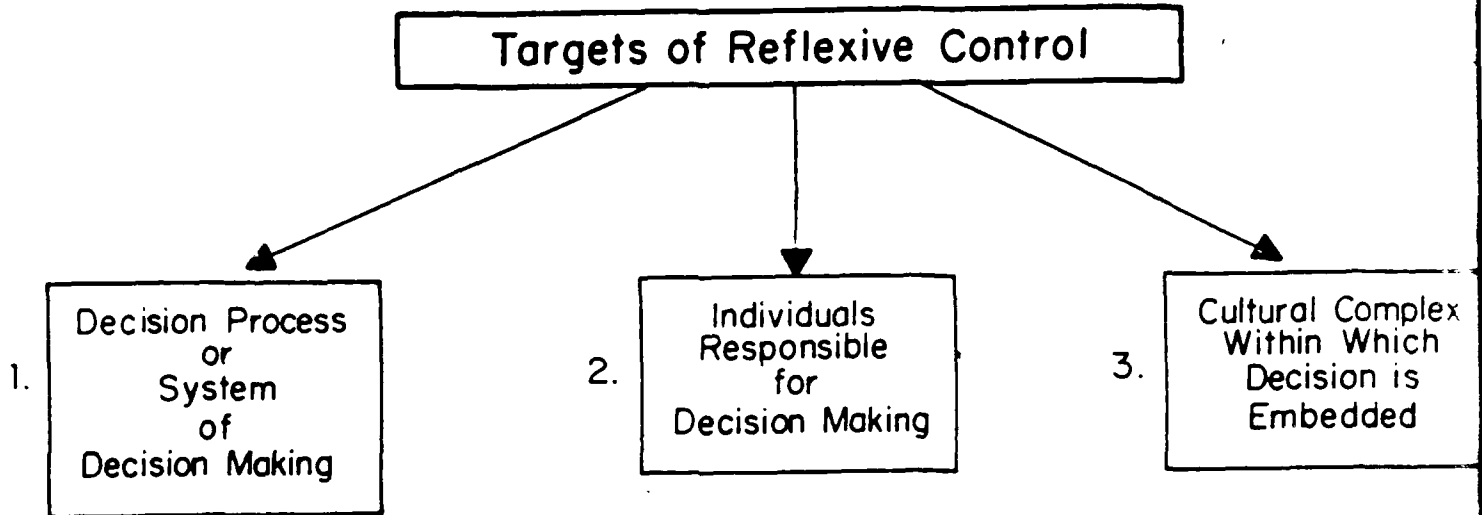 Targets of Reflexive Control
1.
Decision Process
or
System
of
Decision Making
2.
Individuals
Responsible
for
Decision Making
3.
Cultural Complex
Within Which
Decision is
Embedded